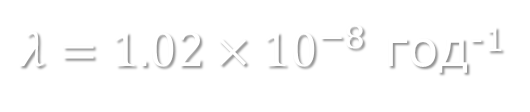 λ = 1.02 × 10⁻⁸ год⁻¹